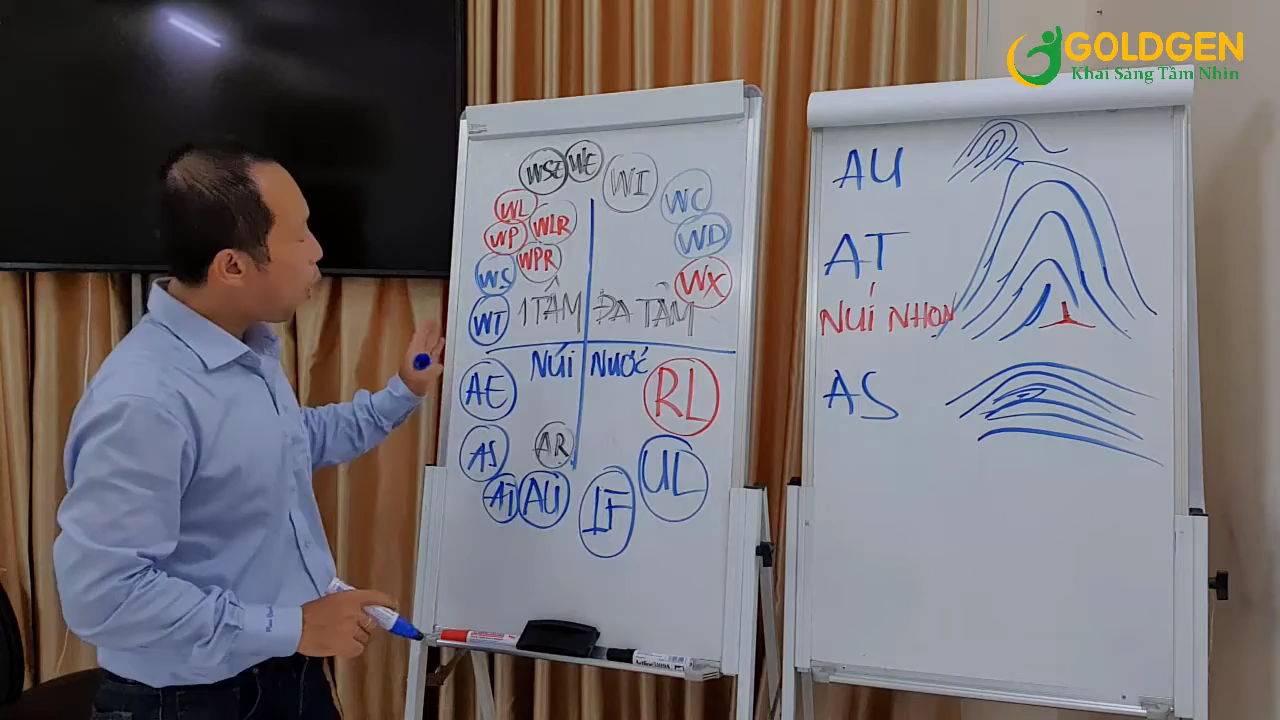 GOLDGEN
Khai Sáng Tầm Nhìn
WSE WE WI
WL WLR WC
WP WPR WD
WS WX
WT 1 TÂM ĐA TÂM
NÚI NƯỚC
AE RL
AS AR UL
AT AU LF
AU
AT
NÚI NHỌN
AS